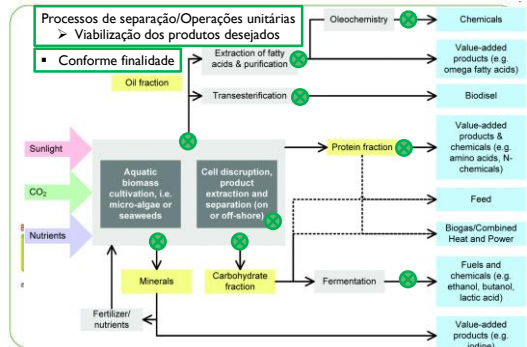 Processos de separação/Operações unitárias
➢ Viabilização dos produtos desejados
▪ Conforme finalidade
Oleochemistry
Chemicals
Extraction of fatty
acids & purification
Value-added
products (e.g.
omega fatty acids)
Oil fraction
Transesterification
Biodisel
Sunlight
CO₂
Nutrients
Aquatic
biomass
cultivation, i.e.
micro-algae or
seaweeds
Cell disruption,
product
extraction and
separation (on
or off-shore)
Protein fraction
Value-added
products &
chemicals (e.g.
amino acids, N-
chemicals)
Feed
Biogas/Combined
Heat and Power
Minerals
Carbohydrate
fraction
Fermentation
Fuels and
chemicals (e.g.
ethanol, butanol,
lactic acid)
Fertilizer/
nutrients
Value-added
products (e.g.
iodine)